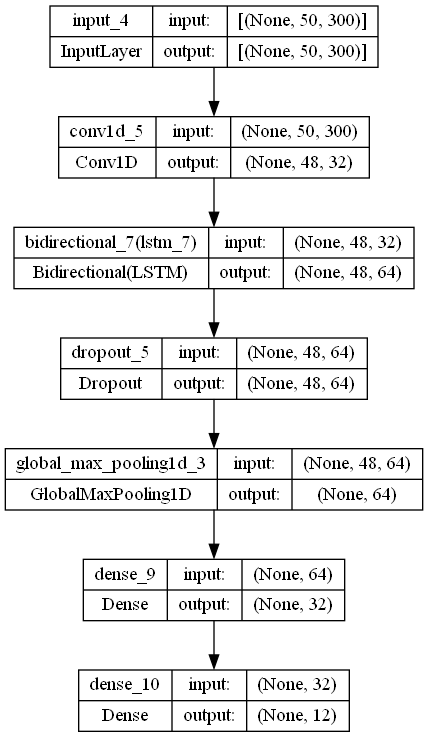 input_4 input: [(None, 50, 300)]
InputLayer output: [(None, 50, 300)]
conv1d_5 input: (None, 50, 300)
Conv1D output: (None, 48, 32)
bidirectional_7(lstm_7) input: (None, 48, 32)
Bidirectional(LSTM) output: (None, 48, 64)
dropout_5 input: (None, 48, 64)
Dropout output: (None, 48, 64)
global_max_pooling1d_3 input: (None, 48, 64)
GlobalMaxPooling1D output: (None, 64)
dense_9 input: (None, 64)
Dense output: (None, 32)
dense_10 input: (None, 32)
Dense output: (None, 12)